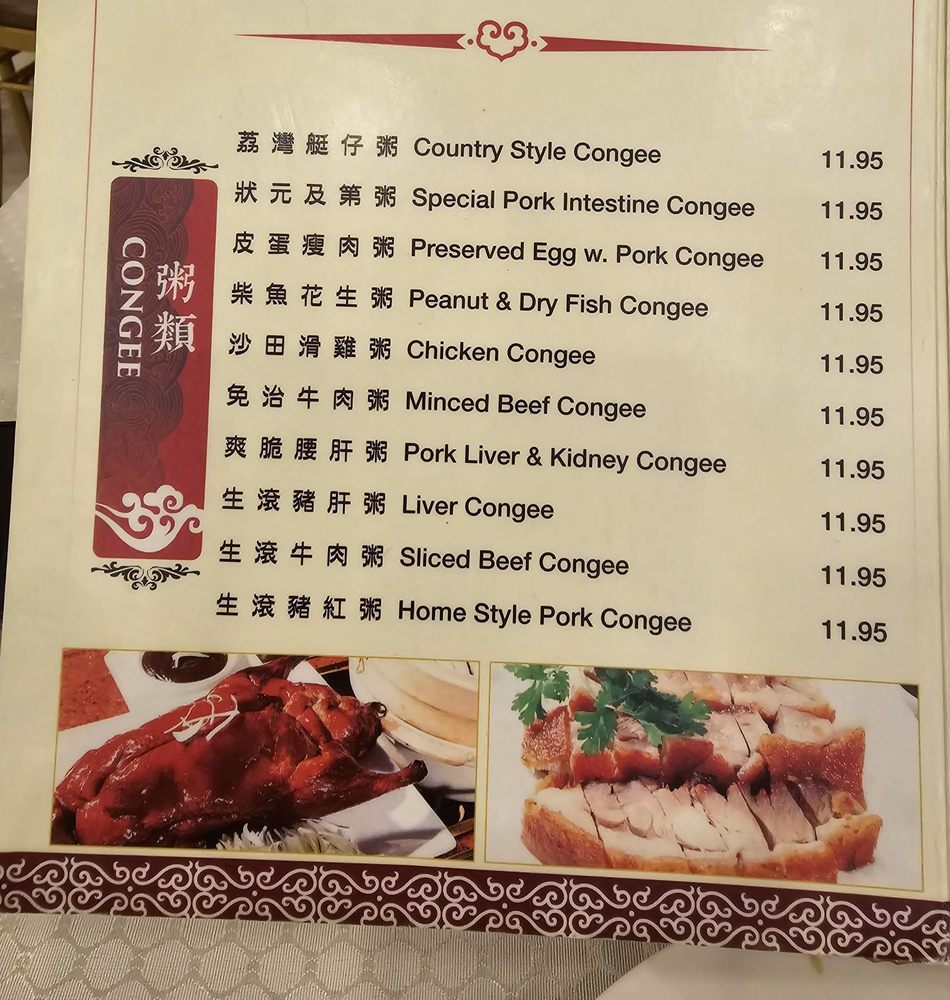 粥類
CONGEE
荔灣艇仔粥 Country Style Congee 11.95
狀元及第粥 Special Pork Intestine Congee 11.95
皮蛋瘦肉粥 Preserved Egg w. Pork Congee 11.95
柴魚花生粥 Peanut & Dry Fish Congee 11.95
沙田滑雞粥 Chicken Congee 11.95
免治牛肉粥 Minced Beef Congee 11.95
爽脆腰肝粥 Pork Liver & Kidney Congee 11.95
生滾豬肝粥 Liver Congee 11.95
生滾牛肉粥 Sliced Beef Congee 11.95
生滾豬紅粥 Home Style Pork Congee 11.95